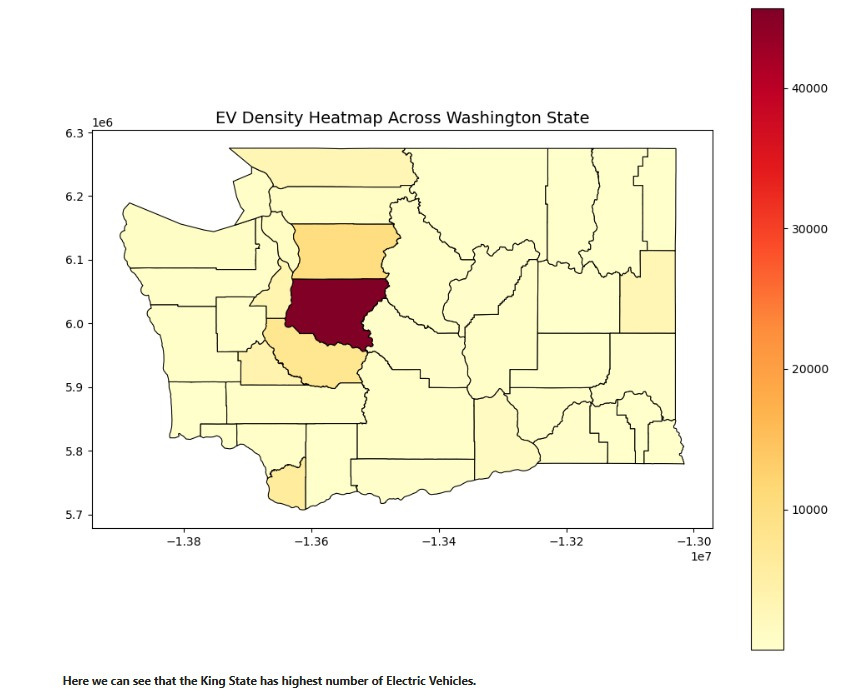 EV Density Heatmap Across Washington State
1e6
6.3
6.2
6.1
6.0
5.9
5.8
5.7
−1.38 −1.36 −1.34 −1.32 −1.30
1e7
40000
30000
20000
10000
Here we can see that the King State has highest number of Electric Vehicles.